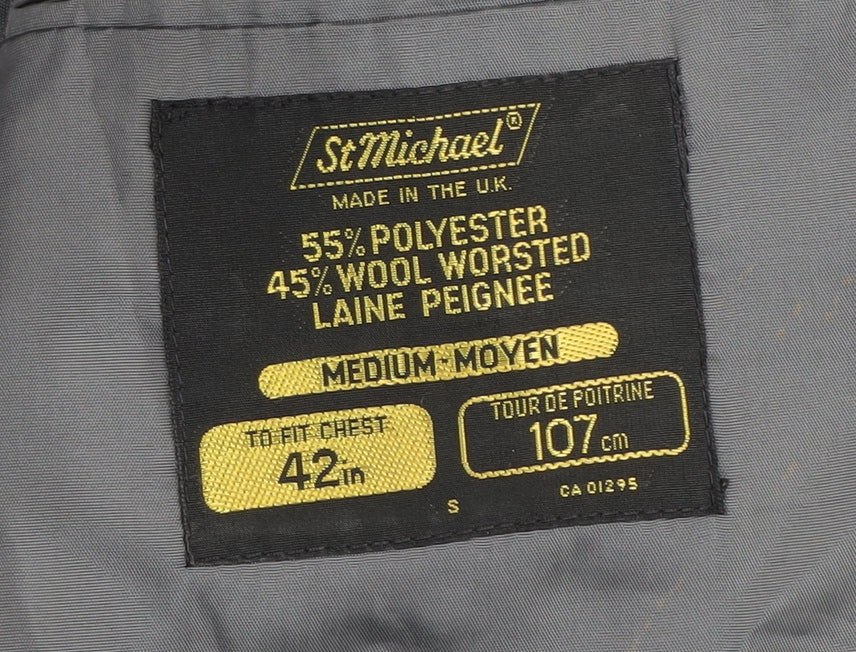 St Michael®
MADE IN THE U.K.
55% POLYESTER
45% WOOL WORSTED
LAINE PEIGNEE
MEDIUM-MOYEN
TO FIT CHEST
42in
TOUR DE POITRINE
107cm
S
CA 01295